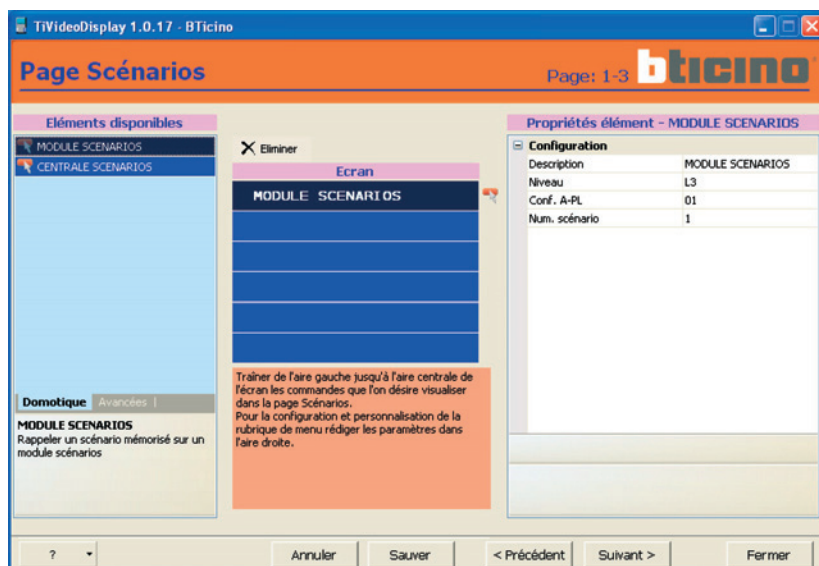 TiVideoDisplay 1.0.17 - BTicino
Page Scénarios
Page: 1-3
bticino
Eléments disponibles
MODULE SCENARIOS
CENTRALE SCENARIOS
Domotique
Avancées
MODULE SCENARIOS
Rappeler un scénario mémorisé sur un
module scénarios
Eliminer
Ecran
MODULE SCENARIOS
Traîner de l'aire gauche jusqu'à l'aire centrale de
l'écran les commandes que l'on désire visualiser
dans la page Scénarios.
Pour la configuration et personnalisation de la
rubrique de menu rédiger les paramètres dans
l'aire droite.
Propriétés élément - MODULE SCENARIOS
Configuration
Description MODULE SCENARIOS
Niveau L3
Conf. A-PL 01
Num. scénario 1
? Annuler Sauver < Précédent Suivant > Fermer